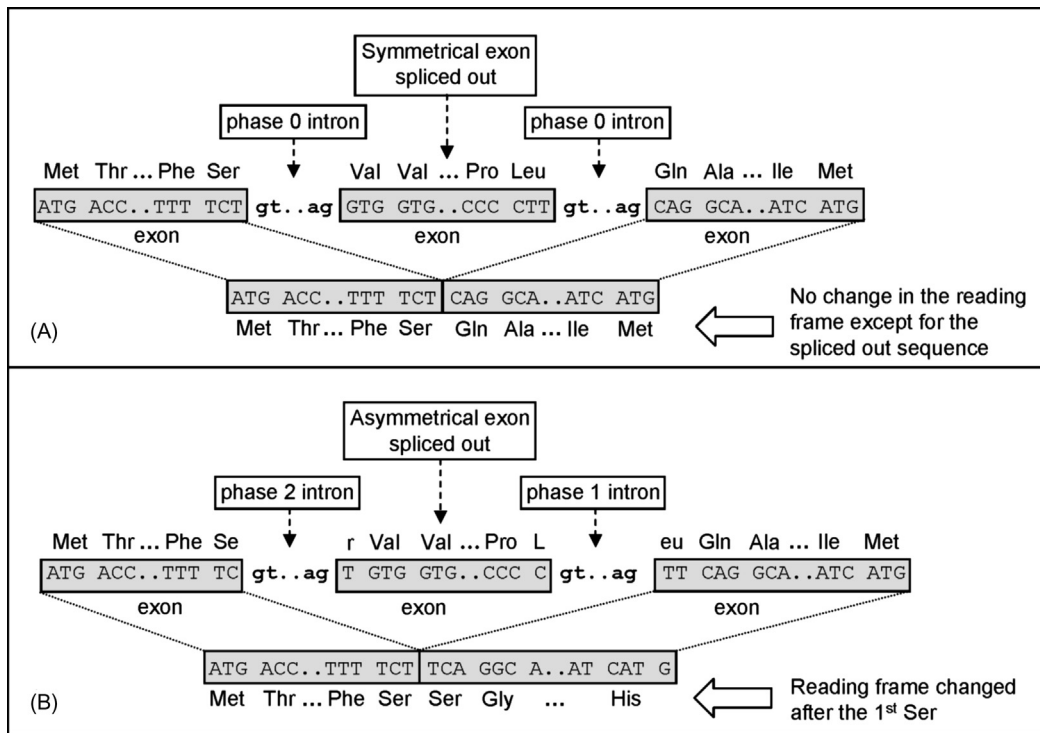 Symmetrical exon
spliced out
phase 0 intron
phase 0 intron
Met Thr ... Phe Ser
Val Val ... Pro Leu
Gln Ala ... Ile Met
ATG ACC..TTT TCT gt..ag GTG GTG..CCC CTT gt..ag CAG GCA..ATC ATG
exon
exon
exon
ATG ACC..TTT TCT CAG GCA..ATC ATG
Met Thr ... Phe Ser Gln Ala ... Ile Met
(A)
No change in the reading
frame except for the
spliced out sequence
Asymmetrical exon
spliced out
phase 2 intron
phase 1 intron
Met Thr ... Phe Se
r Val Val ... Pro L
eu Gln Ala ... Ile Met
ATG ACC..TTT TC gt..ag T GTG GTG..CCC C gt..ag TT CAG GCA..ATC ATG
exon
exon
exon
ATG ACC..TTT TCT TCA GGC A..AT CAT G
Met Thr ... Phe Ser Ser Gly ... His
(B)
Reading frame changed
after the 1st Ser